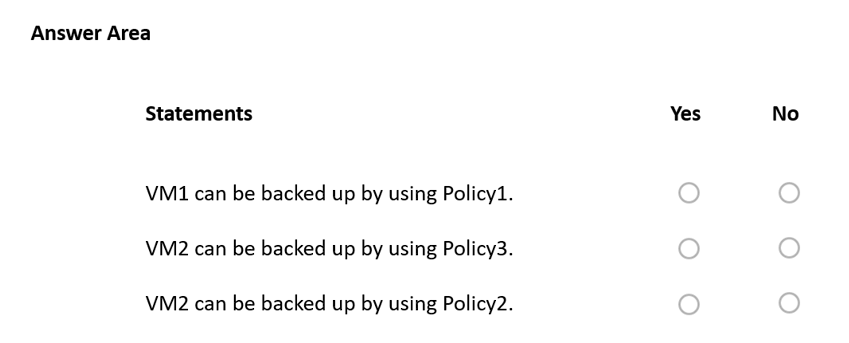 Answer Area
Statements Yes No
VM1 can be backed up by using Policy1.
VM2 can be backed up by using Policy3.
VM2 can be backed up by using Policy2.